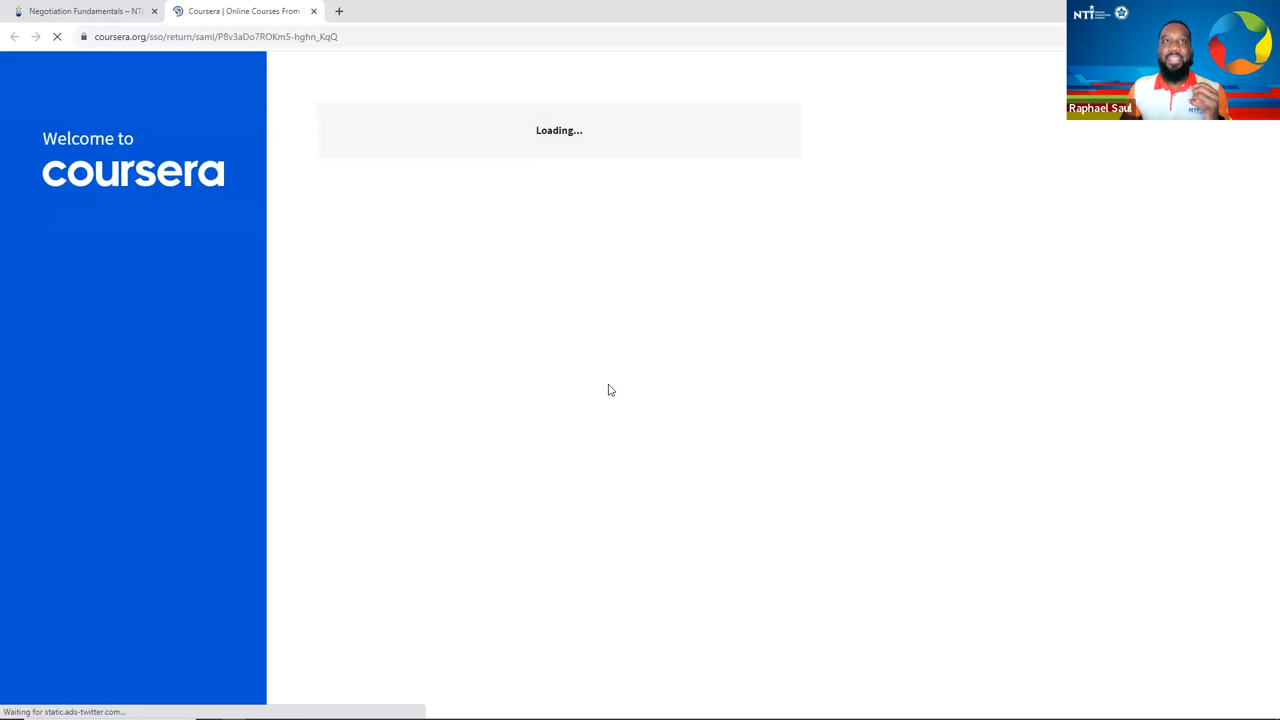 Negotiation Fundamentals – NTI
Coursera | Online Courses From
coursera.org/sso/return/saml/P8v3aDo7ROKm5-hghn_KqQ
NTI
Raphael Saul
Welcome to
coursera
Loading...
Waiting for static.ads-twitter.com...